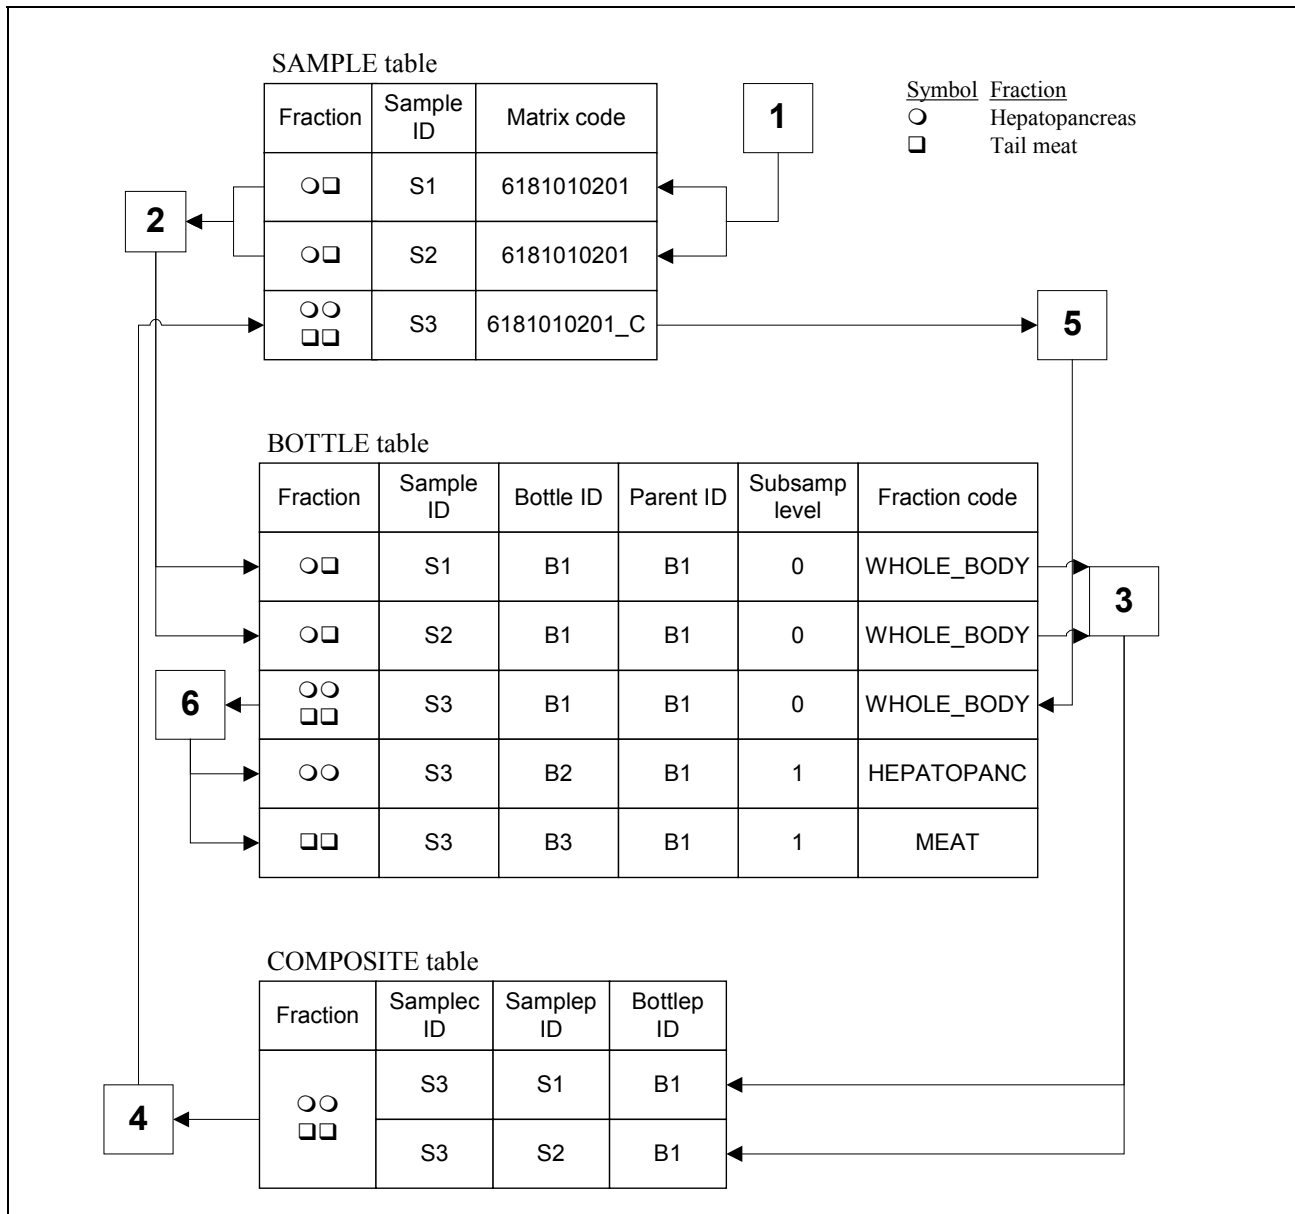 SAMPLE table
Fraction Sample ID Matrix code
S1 6181010201
S2 6181010201
S3 6181010201_C
Symbol Fraction
Hepatopancreas
Tail meat
1
2
5
BOTTLE table
Fraction Sample ID Bottle ID Parent ID Subsamp level Fraction code
S1 B1 B1 0 WHOLE_BODY
S2 B1 B1 0 WHOLE_BODY
S3 B1 B1 0 WHOLE_BODY
S3 B2 B1 1 HEPATOPANC
S3 B3 B1 1 MEAT
3
6
COMPOSITE table
Fraction Samplec ID Samplep ID Bottlep ID
S3 S1 B1
S3 S2 B1
4